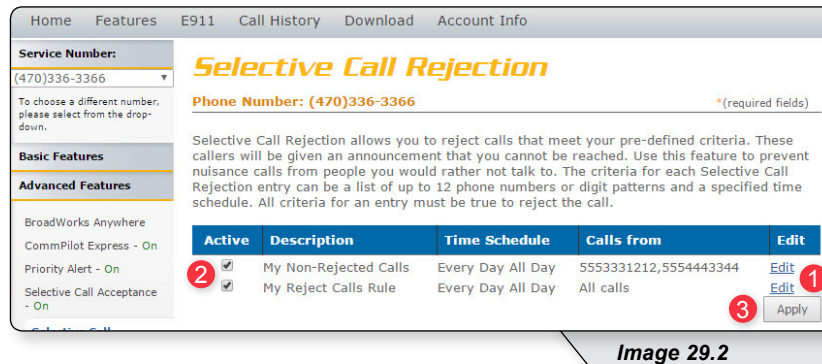 Home Features E911 Call History Download Account Info
Service Number:
(470)336-3366
To choose a different number,
please select from the drop-
down.
Basic Features
Advanced Features
BroadWorks Anywhere
CommPilot Express - On
Priority Alert - On
Selective Call Acceptance
- On
Selective Call Rejection
Phone Number: (470)336-3366 *(required fields)
Selective Call Rejection allows you to reject calls that meet your pre-defined criteria. These
callers will be given an announcement that you cannot be reached. Use this feature to prevent
nuisance calls from people you would rather not talk to. The criteria for each Selective Call
Rejection entry can be a list of up to 12 phone numbers or digit patterns and a specified time
schedule. All criteria for an entry must be true to reject the call.
Active Description Time Schedule Calls from Edit
My Non-Rejected Calls Every Day All Day 5553331212,5554443344 Edit
2 1
My Reject Calls Rule Every Day All Day All calls Edit
3 Apply
Image 29.2